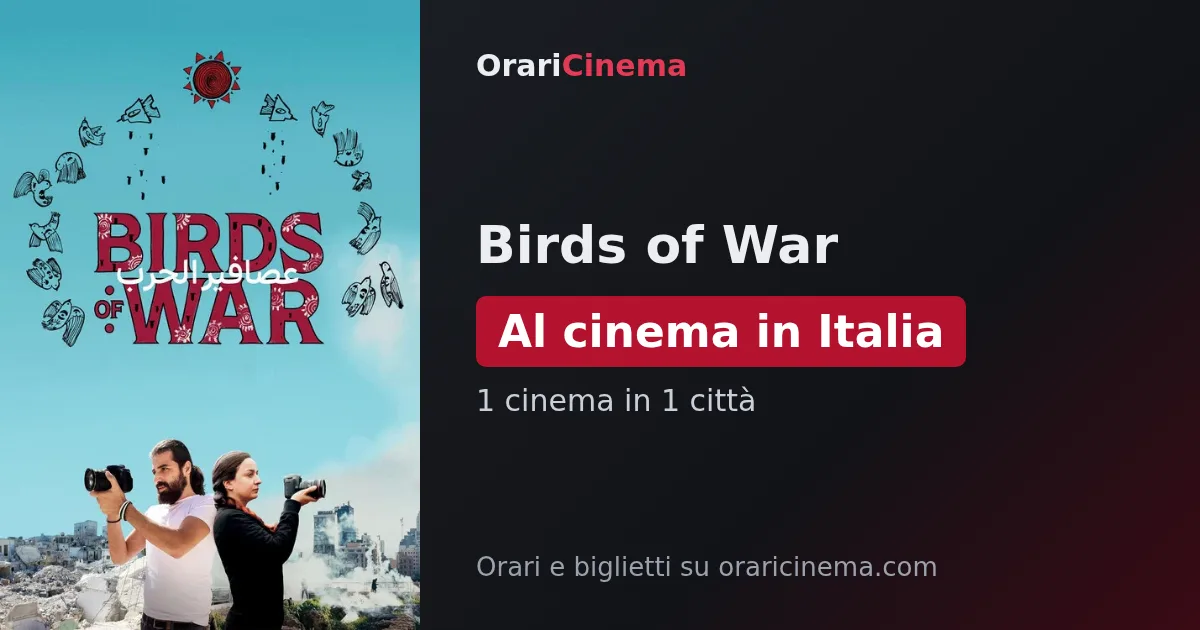 BIRDS
عصافير الحرب
OF WAR
OrariCinema
Birds of War
Al cinema in Italia
1 cinema in 1 città
Orari e biglietti su oraricinema.com